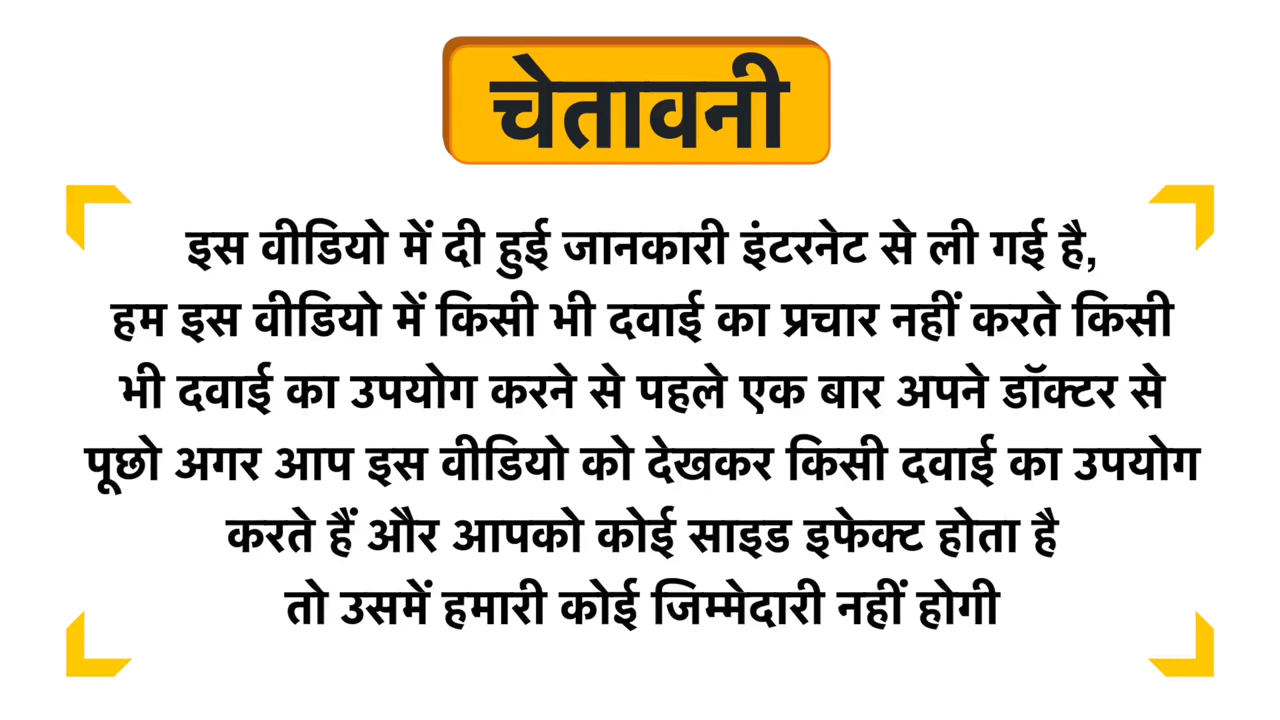 चेतावनी
इस वीडियो में दी हुई जानकारी इंटरनेट से ली गई है,
हम इस वीडियो में किसी भी दवाई का प्रचार नहीं करते किसी
भी दवाई का उपयोग करने से पहले एक बार अपने डॉक्टर से
पूछो अगर आप इस वीडियो को देखकर किसी दवाई का उपयोग
करते हैं और आपको कोई साइड इफेक्ट होता है
तो उसमें हमारी कोई जिम्मेदारी नहीं होगी